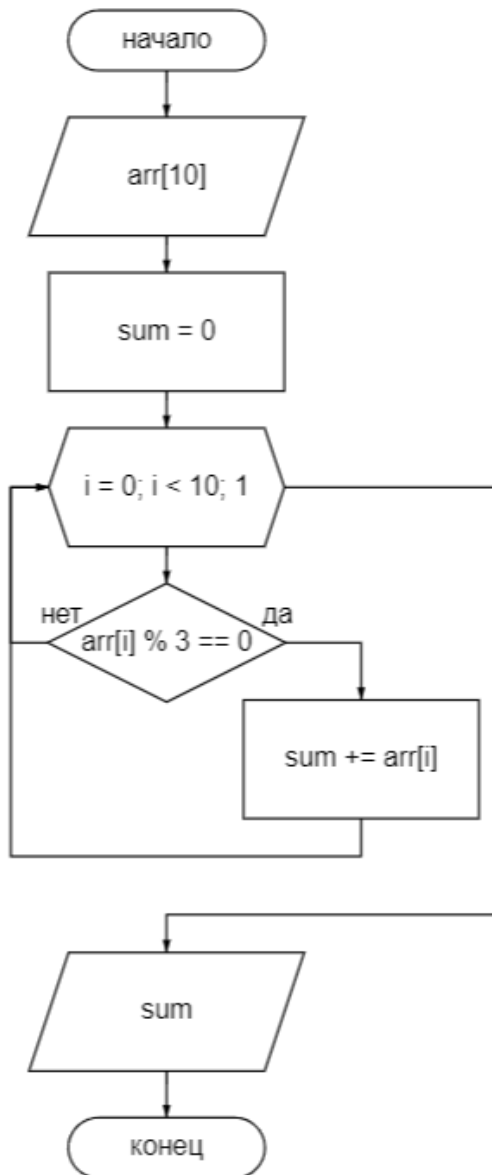 начало
arr[10]
sum = 0
i = 0; i < 10; 1
нет
да
arr[i] % 3 == 0
sum += arr[i]
sum
конец